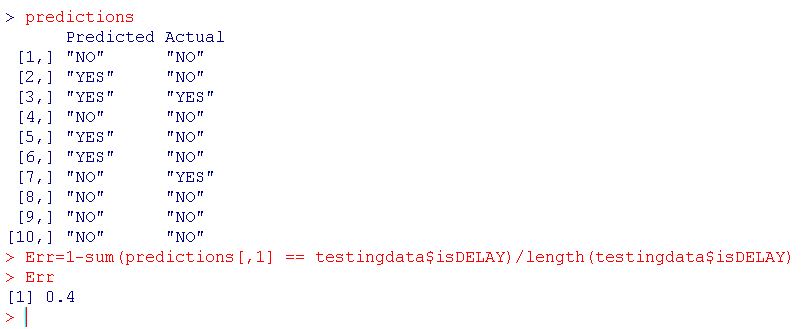 > predictions
      Predicted Actual
 [1,] "NO"      "NO"
 [2,] "YES"     "NO"
 [3,] "YES"     "YES"
 [4,] "NO"      "NO"
 [5,] "YES"     "NO"
 [6,] "YES"     "NO"
 [7,] "NO"      "YES"
 [8,] "NO"      "NO"
 [9,] "NO"      "NO"
[10,] "NO"      "NO"
> Err=1-sum(predictions[,1] == testingdata$isDELAY)/length(testingdata$isDELAY)
> Err
[1] 0.4
>